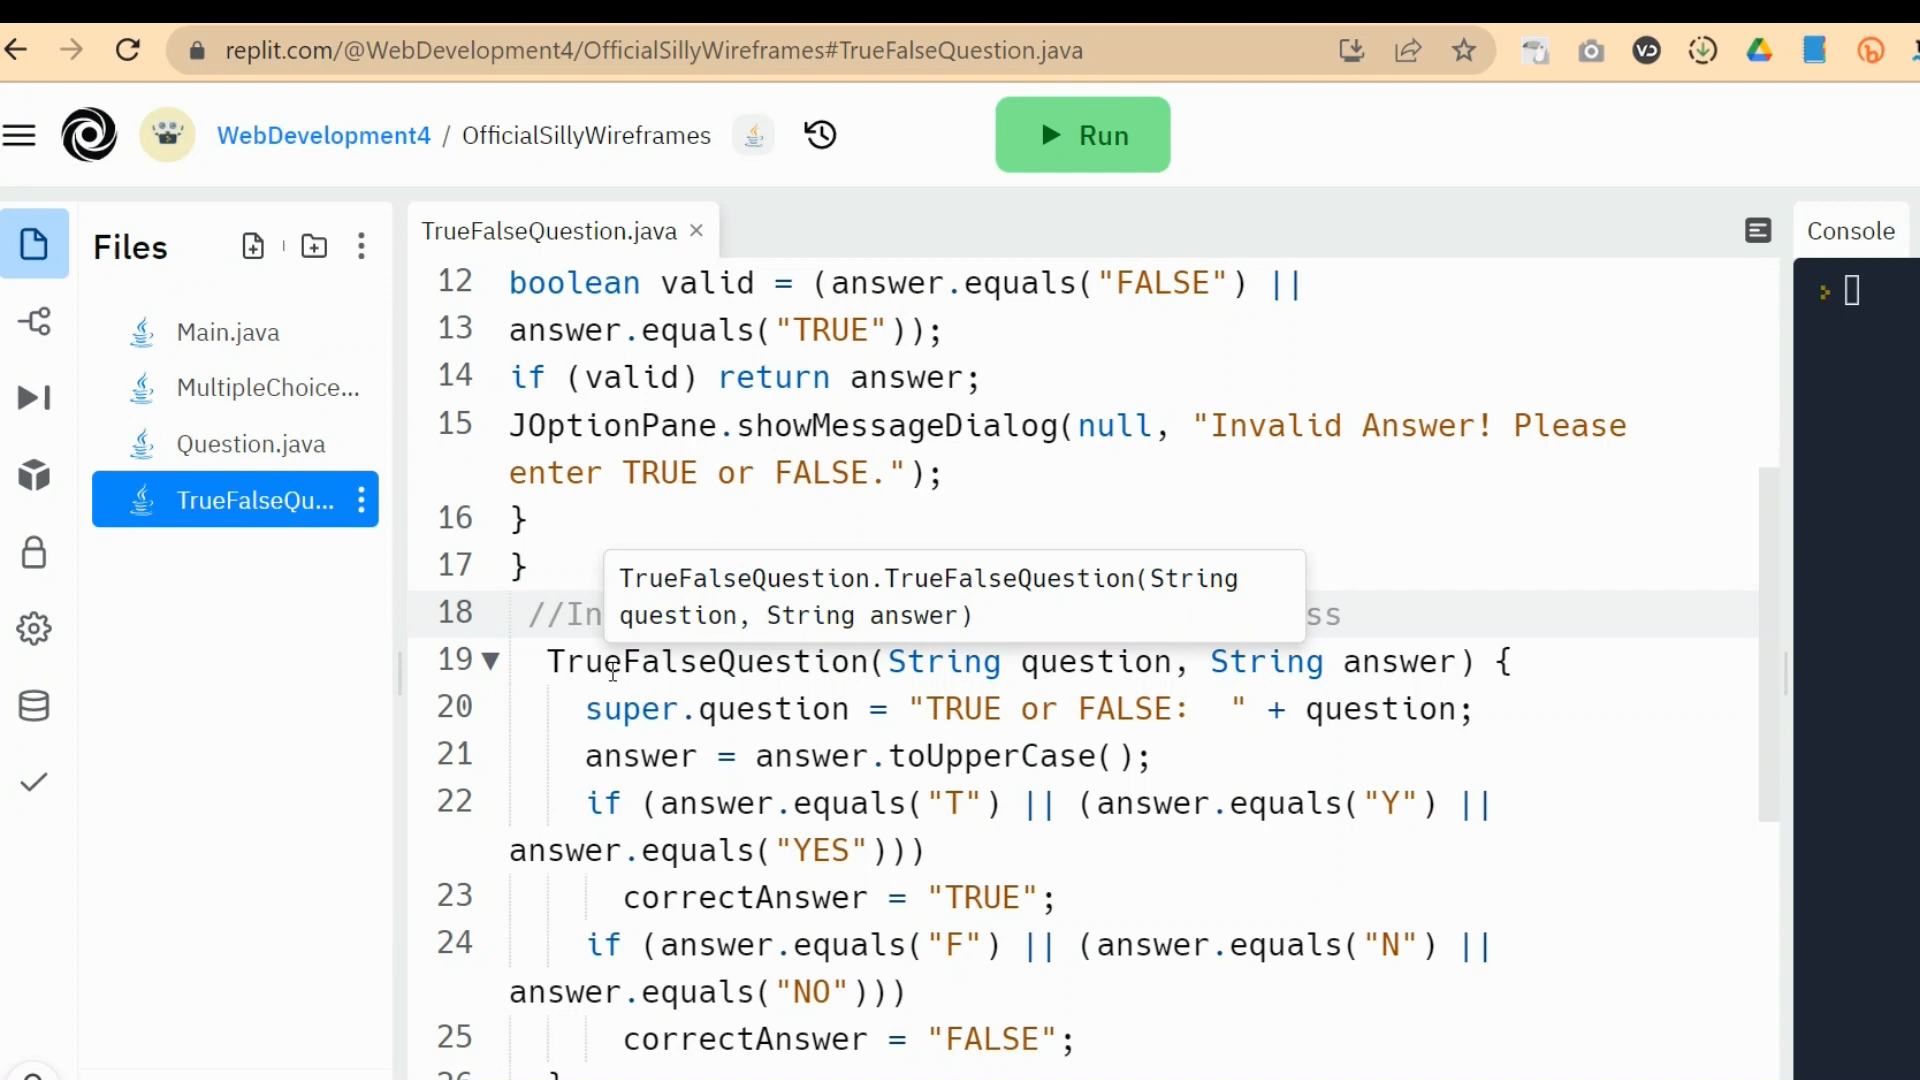 replit.com/@WebDevelopment4/OfficialSillyWireframes#TrueFalseQuestion.java
WebDevelopment4 / OfficialSillyWireframes
Run
Files
Main.java
MultipleChoice...
Question.java
TrueFalseQu...
TrueFalseQuestion.java ×
Console
12 boolean valid = (answer.equals("FALSE") ||
13 answer.equals("TRUE"));
14 if (valid) return answer;
15 JOptionPane.showMessageDialog(null, "Invalid Answer! Please
enter TRUE or FALSE.");
16 }
17 }
TrueFalseQuestion.TrueFalseQuestion(String
question, String answer)
18 //In ss
19 TrueFalseQuestion(String question, String answer) {
20 super.question = "TRUE or FALSE:  " + question;
21 answer = answer.toUpperCase();
22 if (answer.equals("T") || (answer.equals("Y") ||
answer.equals("YES")))
23 correctAnswer = "TRUE";
24 if (answer.equals("F") || (answer.equals("N") ||
answer.equals("NO")))
25 correctAnswer = "FALSE";